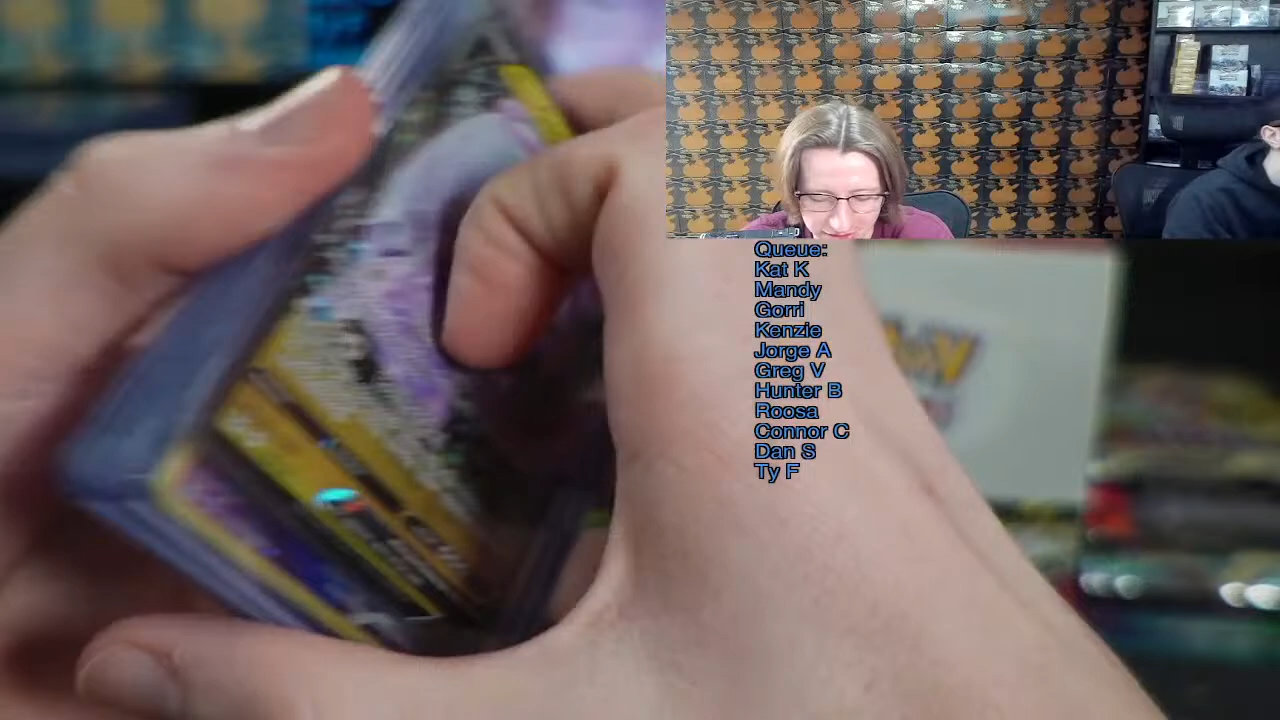 Queue:
Kat K
Mandy
Gorri
Kenzie
Jorge A
Greg V
Hunter B
Roosa
Connor C
Dan S
Ty F